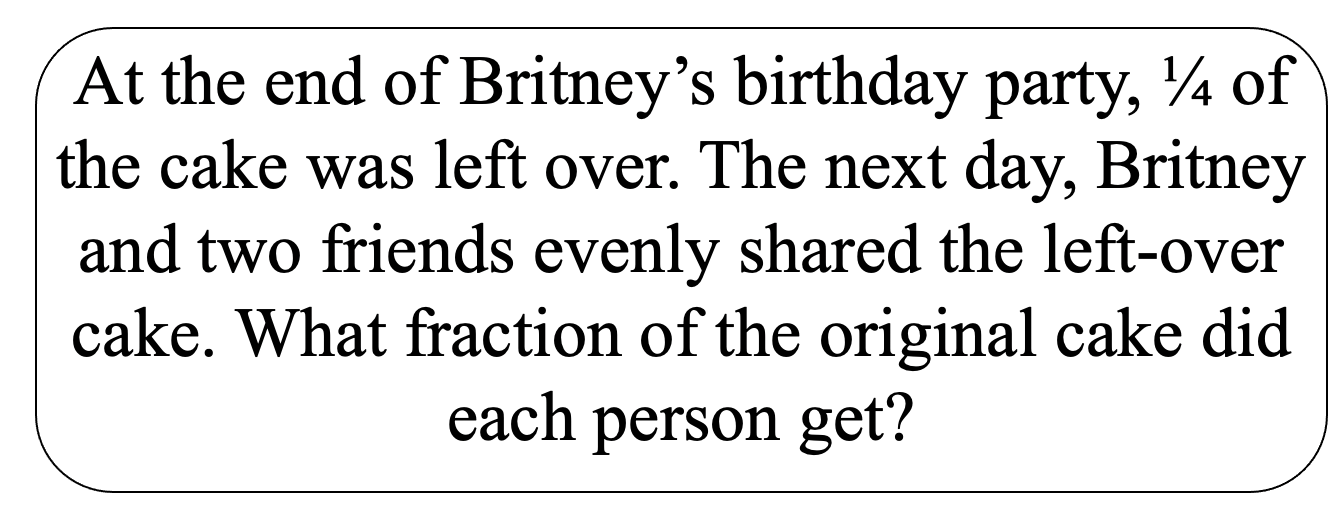 At the end of Britney’s birthday party, ¼ of
the cake was left over. The next day, Britney
and two friends evenly shared the left-over
cake. What fraction of the original cake did
each person get?